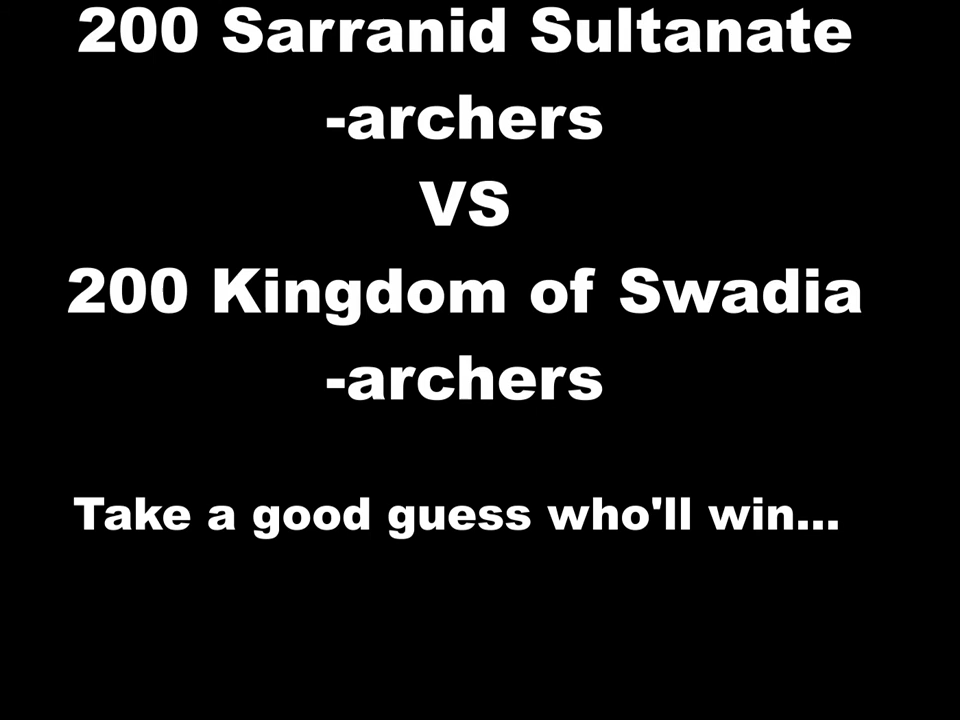 200 Sarranid Sultanate
-archers
VS
200 Kingdom of Swadia
-archers
Take a good guess who'll win...